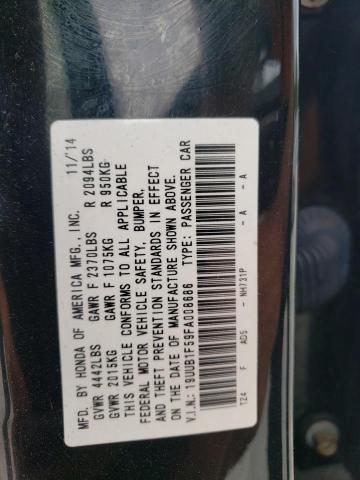 MFD. BY HONDA OF AMERICA MFG., INC. 11/14
GVWR 4442LBS GAWR F 2370LBS R 2094LBS
GVWR 2015KG GAWR F 1075KG R 950KG
THIS VEHICLE CONFORMS TO ALL APPLICABLE
FEDERAL MOTOR VEHICLE SAFETY, BUMPER,
AND THEFT PREVENTION STANDARDS IN EFFECT
ON THE DATE OF MANUFACTURE SHOWN ABOVE.
V.I.N.: 19UUB1F59FA008686 TYPE: PASSENGER CAR
TZ4 F AD5 - NH731P - A - A